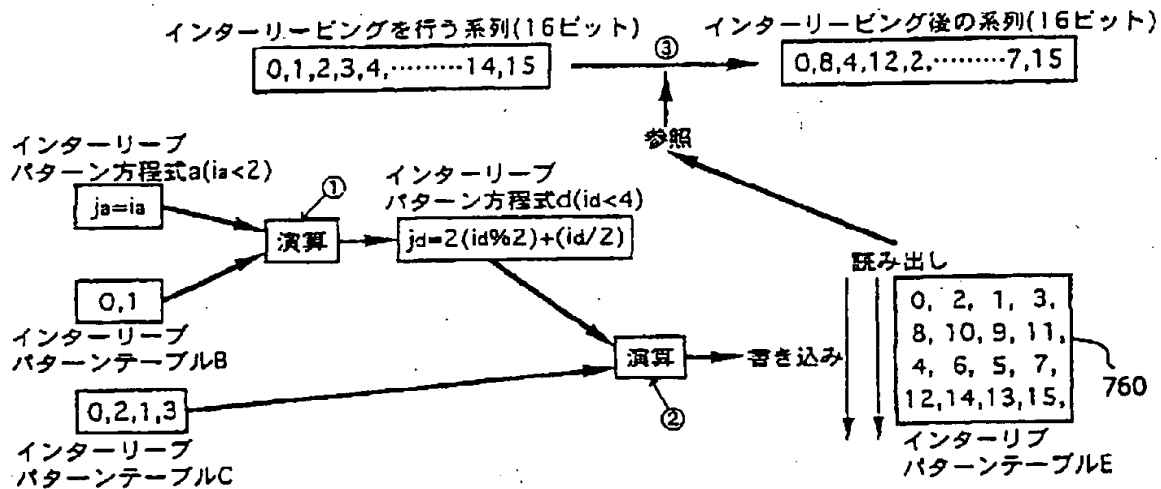 インターリービングを行う系列(16ビット)
0,1,2,3,4,………14,15
③
インターリービング後の系列(16ビット)
0,8,4,12,2,………7,15
参照
インターリーブ
パターン方程式a(ia<2)
ja=ia
①
演算
インターリーブ
パターン方程式d(id<4)
jd=2(id%2)+(id/2)
0,1
インターリーブ
パターンテーブルB
0,2,1,3
インターリーブ
パターンテーブルC
演算
②
書き込み
読み出し
0, 2, 1, 3,
8, 10, 9, 11,
4, 6, 5, 7,
12,14,13,15,
760
インターリブ
パターンテーブルE